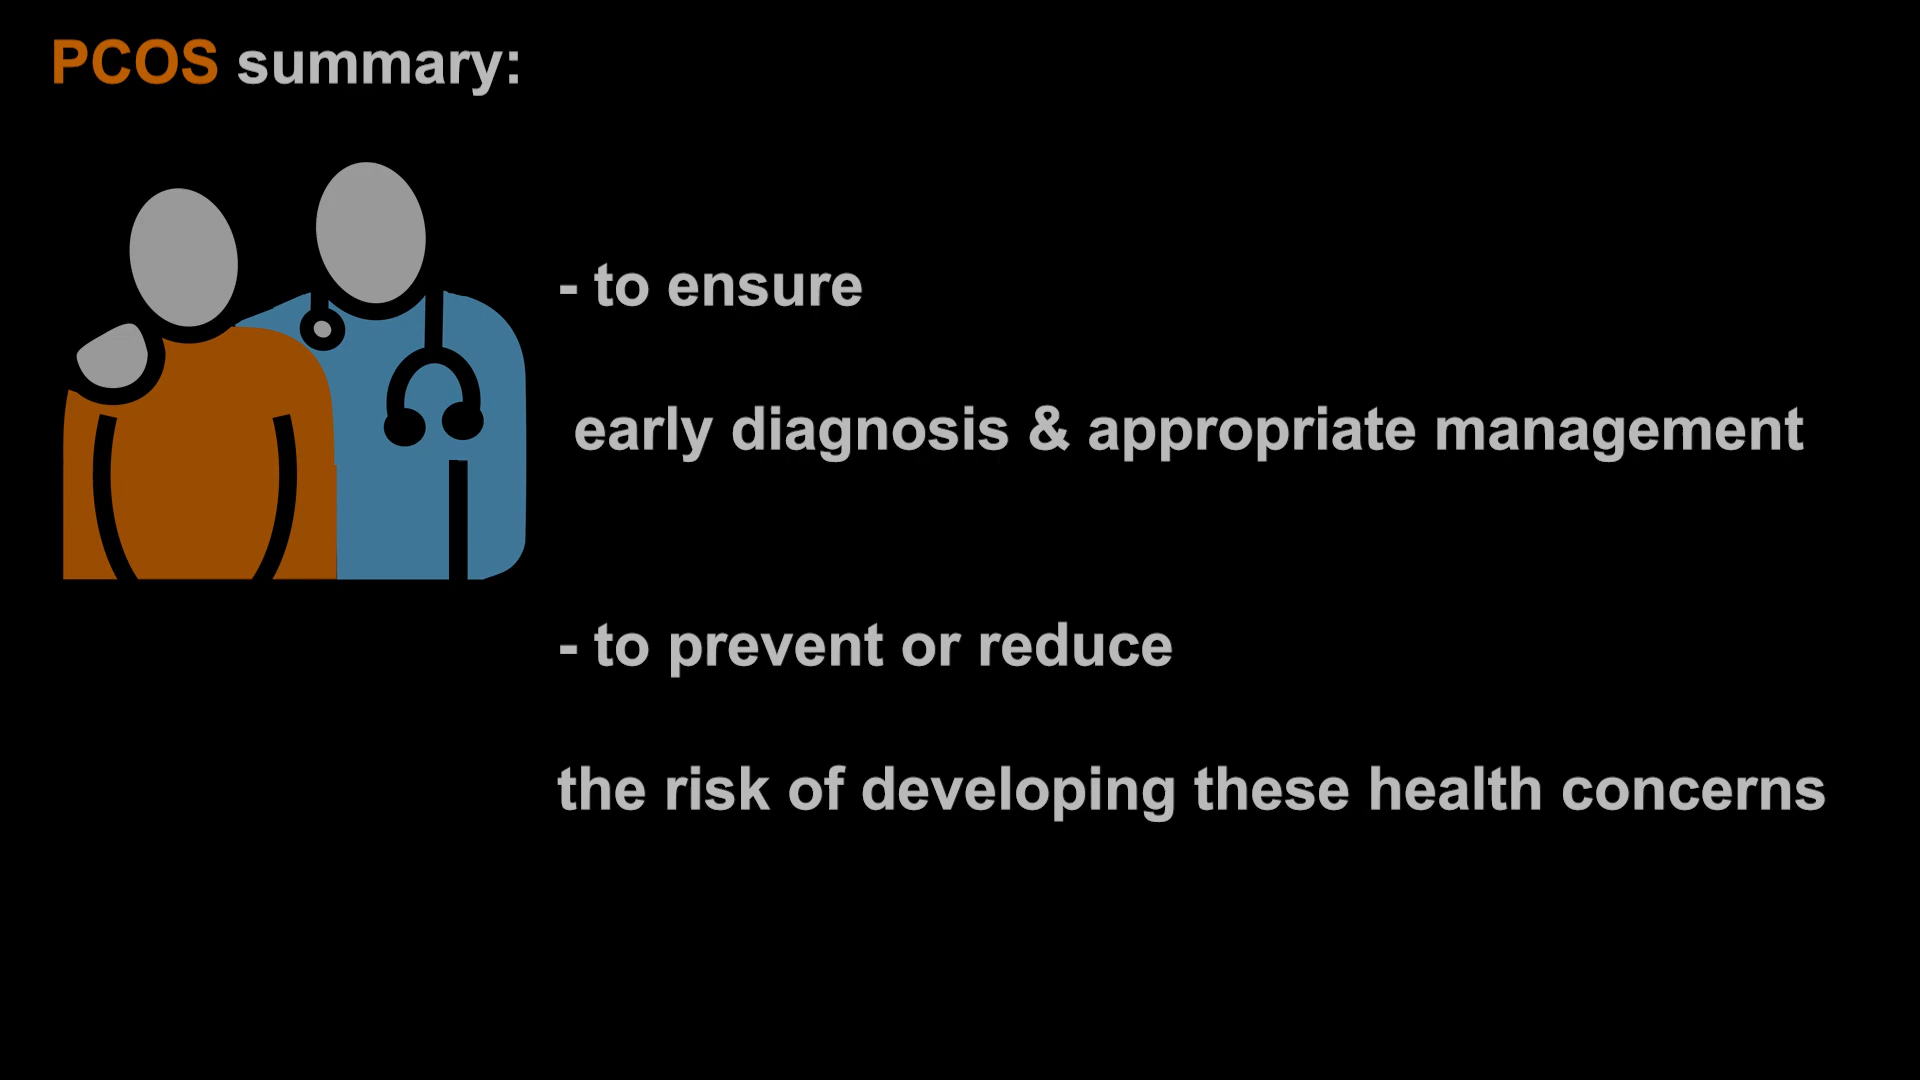 PCOS summary:
- to ensure
early diagnosis & appropriate management
- to prevent or reduce
the risk of developing these health concerns